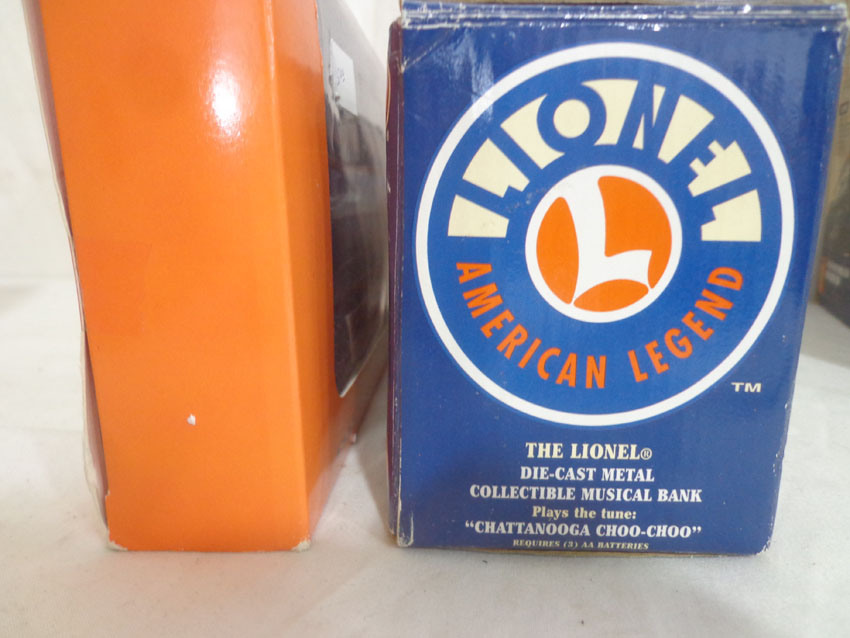 LIONEL
L
AMERICAN LEGEND
TM
THE LIONEL®
DIE-CAST METAL
COLLECTIBLE MUSICAL BANK
Plays the tune:
"CHATTANOOGA CHOO-CHOO"
REQUIRES (3) AA BATTERIES